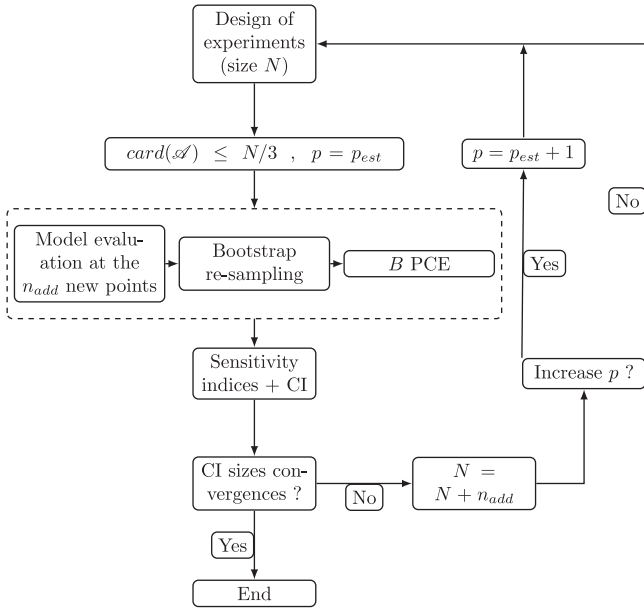 Design of
experiments
(size N)
card(𝒜) ≤ N/3 , p = p_est
p = p_est + 1
No
Model evalu-
ation at the
n_add new points
Bootstrap
re-sampling
B PCE
Yes
Sensitivity
indices + CI
Increase p ?
CI sizes con-
vergences ?
No
N =
N + n_add
Yes
End